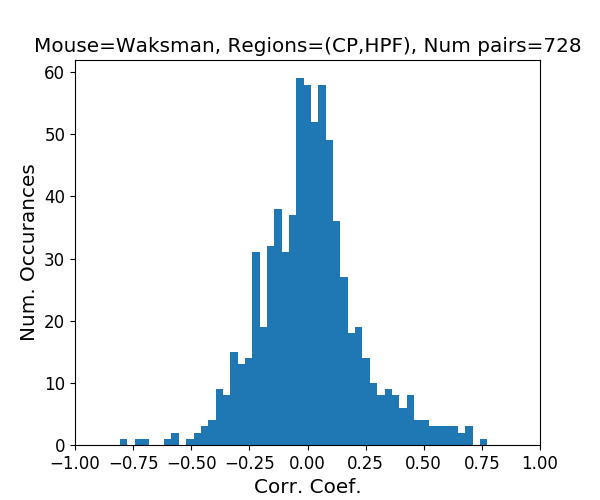 Mouse=Waksman, Regions=(CP,HPF), Num pairs=728
60
50
40
30
20
10
0
Num. Occurances
−1.00 −0.75 −0.50 −0.25 0.00 0.25 0.50 0.75 1.00
Corr. Coef.